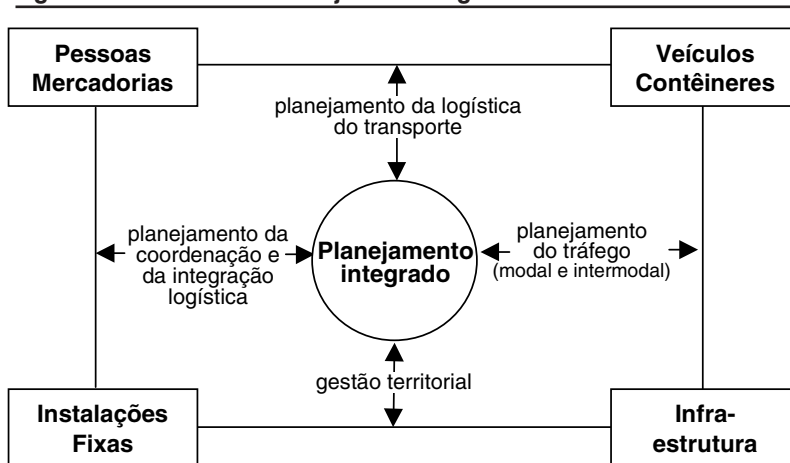 Pessoas
Mercadorias
Veículos
Contêineres
planejamento da logística
do transporte
planejamento da
coordenação e
da integração
logística
Planejamento
integrado
planejamento
do tráfego
(modal e intermodal)
gestão territorial
Instalações
Fixas
Infra-
estrutura